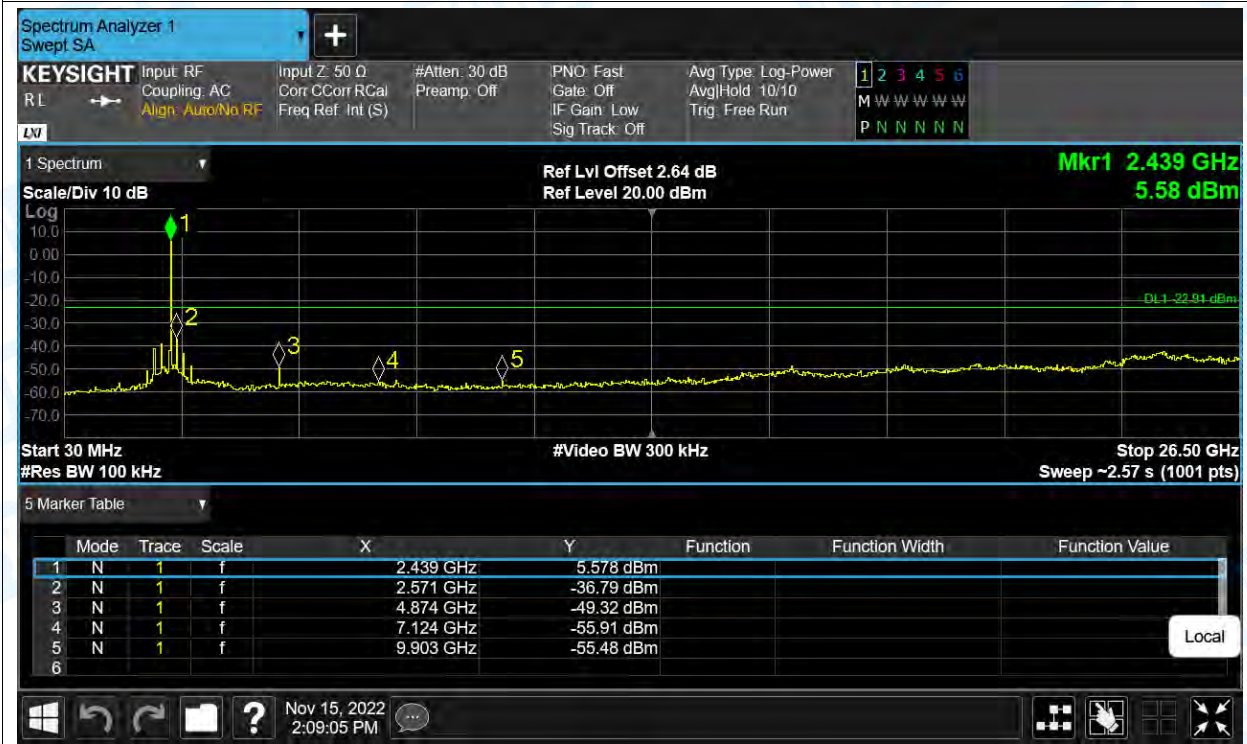 Spectrum Analyzer 1
Swept SA
KEYSIGHT
RL
LXI
Input: RF
Coupling: AC
Align: Auto/No RF
Input Z: 50 Ω
Corr CCorr RCal
Freq Ref: Int (S)
#Atten: 30 dB
Preamp: Off
PNO: Fast
Gate: Off
IF Gain: Low
Sig Track: Off
Avg Type: Log-Power
Avg|Hold: 10/10
Trig: Free Run
1 2 3 4 5 6
M W W W W W
P N N N N N
1 Spectrum
Scale/Div 10 dB
Ref Lvl Offset 2.64 dB
Ref Level 20.00 dBm
Mkr1 2.439 GHz
5.58 dBm
Log
10.0
0.00
-10.0
-20.0
-30.0
-40.0
-50.0
-60.0
-70.0
1
2
3
4
5
DL1 -22.91 dBm
Start 30 MHz
#Res BW 100 kHz
#Video BW 300 kHz
Stop 26.50 GHz
Sweep ~2.57 s (1001 pts)
5 Marker Table
Mode Trace Scale X Y Function Function Width Function Value
1 N 1 f 2.439 GHz 5.578 dBm
2 N 1 f 2.571 GHz -36.79 dBm
3 N 1 f 4.874 GHz -49.32 dBm
4 N 1 f 7.124 GHz -55.91 dBm
5 N 1 f 9.903 GHz -55.48 dBm
6
Local
?
Nov 15, 2022
2:09:05 PM